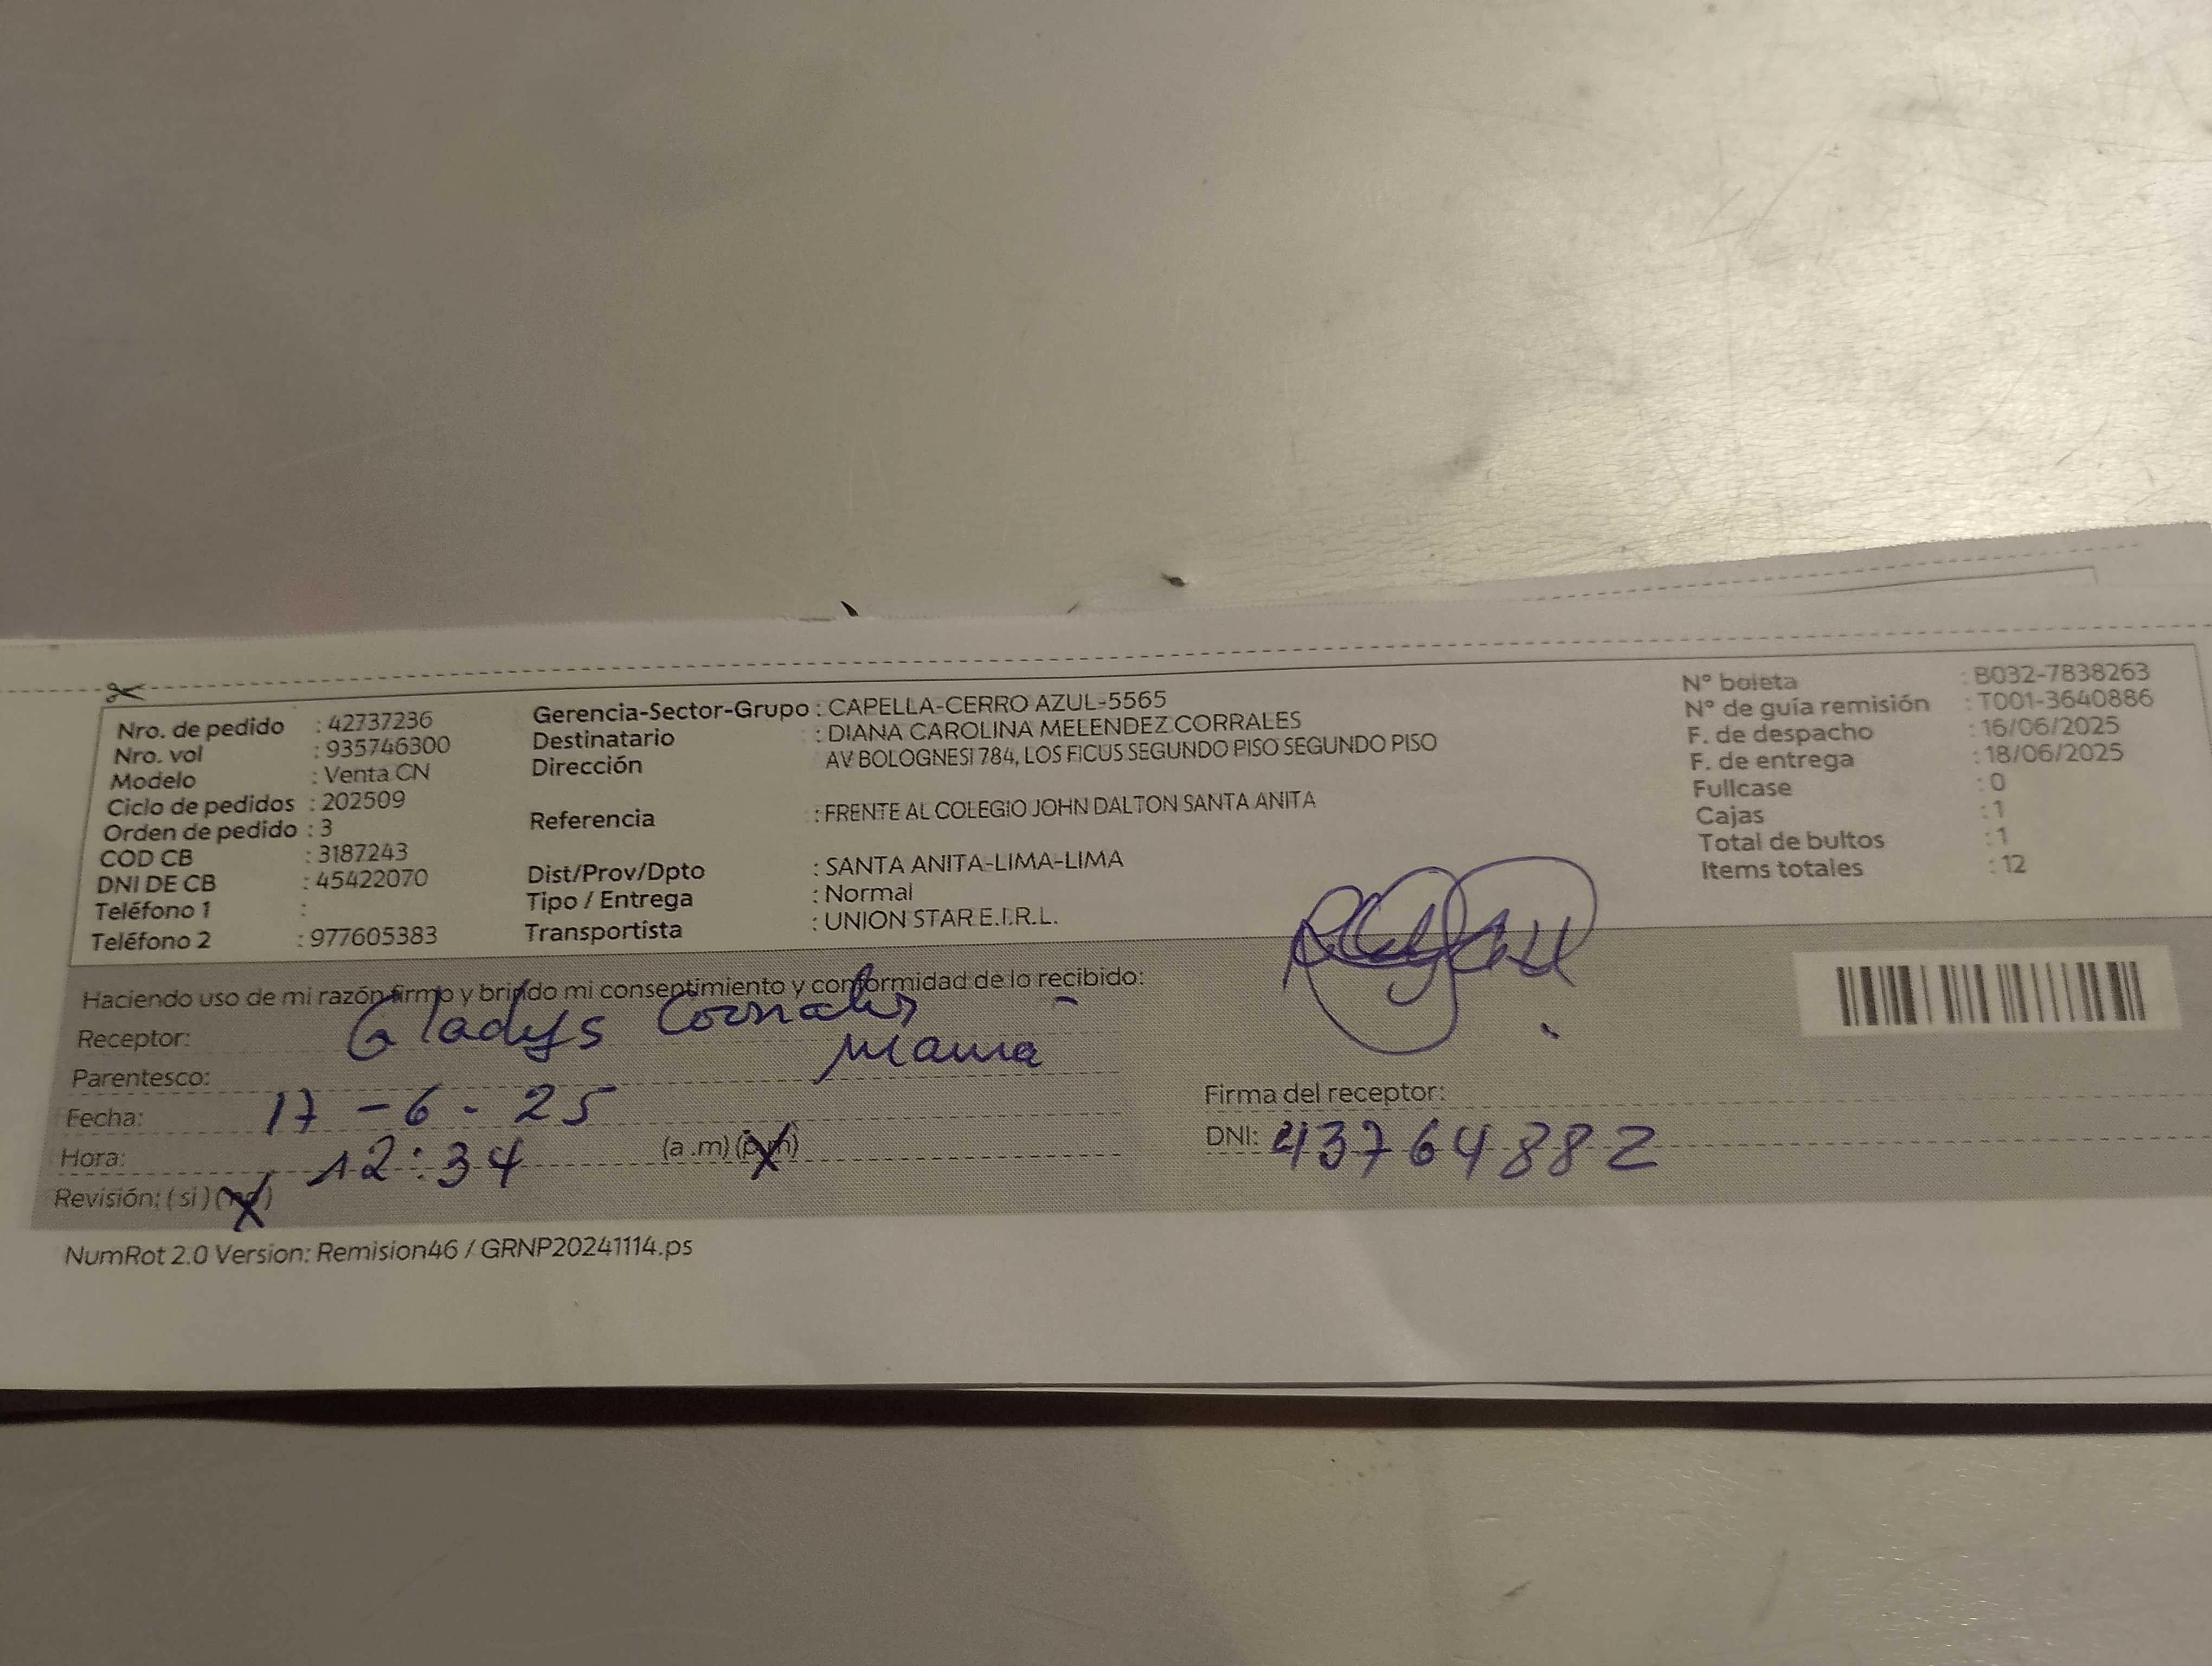 Nro. de pedido : 42737236
Nro. vol : 935746300
Modelo : Venta CN
Ciclo de pedidos : 202509
Orden de pedido : 3
COD CB : 3187243
DNI DE CB : 45422070
Teléfono 1 :
Teléfono 2 : 977605383
Gerencia-Sector-Grupo : CAPELLA-CERRO AZUL-5565
Destinatario : DIANA CAROLINA MELENDEZ CORRALES
Dirección AV BOLOGNESI 784, LOS FICUS SEGUNDO PISO SEGUNDO PISO
Referencia : FRENTE AL COLEGIO JOHN DALTON SANTA ANITA
Dist/Prov/Dpto : SANTA ANITA-LIMA-LIMA
Tipo / Entrega : Normal
Transportista : UNION STAR E.I.R.L.
N° boleta : B032-7838263
N° de guía remisión : T001-3640886
F. de despacho : 16/06/2025
F. de entrega : 18/06/2025
Fullcase : 0
Cajas : 1
Total de bultos : 1
Items totales : 12
Haciendo uso de mi razón firmo y brindo mi consentimiento y conformidad de lo recibido:
Receptor: Gladys Corrales
Parentesco: Mama
Fecha: 17-6-25
Hora: 12:34 (a.m) (p.m)
Revisión: (si) (no)
Firma del receptor:
DNI: 43764882
NumRot 2.0 Version: Remision46 / GRNP20241114.ps